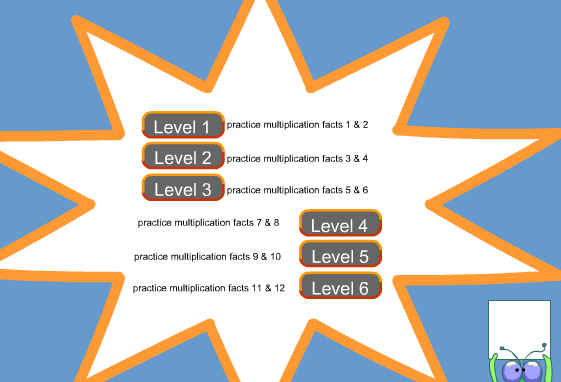 Level 1 practice multiplication facts 1 & 2
Level 2 practice multiplication facts 3 & 4
Level 3 practice multiplication facts 5 & 6
practice multiplication facts 7 & 8 Level 4
practice multiplication facts 9 & 10 Level 5
practice multiplication facts 11 & 12 Level 6